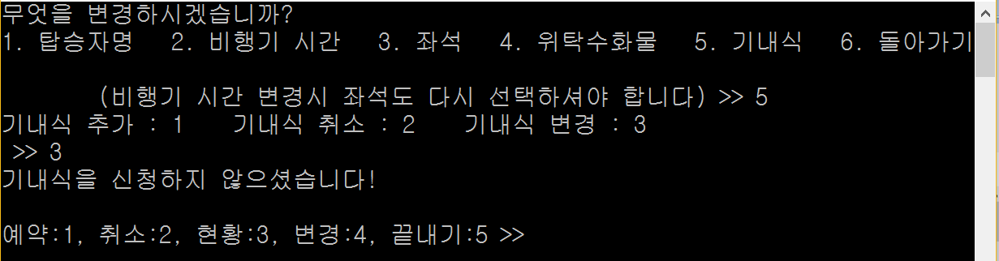 무엇을 변경하시겠습니까?
1. 탑승자명 2. 비행기 시간 3. 좌석 4. 위탁수화물 5. 기내식 6. 돌아가기
(비행기 시간 변경시 좌석도 다시 선택하셔야 합니다) >> 5
기내식 추가 : 1 기내식 취소 : 2 기내식 변경 : 3
>> 3
기내식을 신청하지 않으셨습니다!
예약:1, 취소:2, 현황:3, 변경:4, 끝내기:5 >>